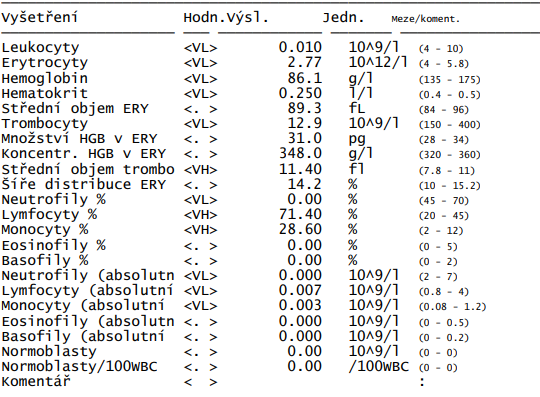 Vyšetření Hodn.Výsl. Jedn. Meze/koment.
Leukocyty <VL> 0.010 10^9/l (4 - 10)
Erytrocyty <VL> 2.77 10^12/l (4 - 5.8)
Hemoglobin <VL> 86.1 g/l (135 - 175)
Hematokrit <VL> 0.250 l/l (0.4 - 0.5)
Střední objem ERY <. > 89.3 fL (84 - 96)
Trombocyty <VL> 12.9 10^9/l (150 - 400)
Množství HGB v ERY <. > 31.0 pg (28 - 34)
Koncentr. HGB v ERY <. > 348.0 g/l (320 - 360)
Střední objem trombo <VH> 11.40 fl (7.8 - 11)
Šíře distribuce ERY <. > 14.2 % (10 - 15.2)
Neutrofily % <VL> 0.00 % (45 - 70)
Lymfocyty % <VH> 71.40 % (20 - 45)
Monocyty % <VH> 28.60 % (2 - 12)
Eosinofily % <. > 0.00 % (0 - 5)
Basofily % <. > 0.00 % (0 - 2)
Neutrofily (absolutn <VL> 0.000 10^9/l (2 - 7)
Lymfocyty (absolutní <VL> 0.007 10^9/l (0.8 - 4)
Monocyty (absolutní <VL> 0.003 10^9/l (0.08 - 1.2)
Eosinofily (absolutn <. > 0.000 10^9/l (0 - 0.5)
Basofily (absolutní <. > 0.000 10^9/l (0 - 0.2)
Normoblasty <. > 0.00 10^9/l (0 - 0)
Normoblasty/100WBC <. > 0.00 /100WBC (0 - 0)
Komentář < > :